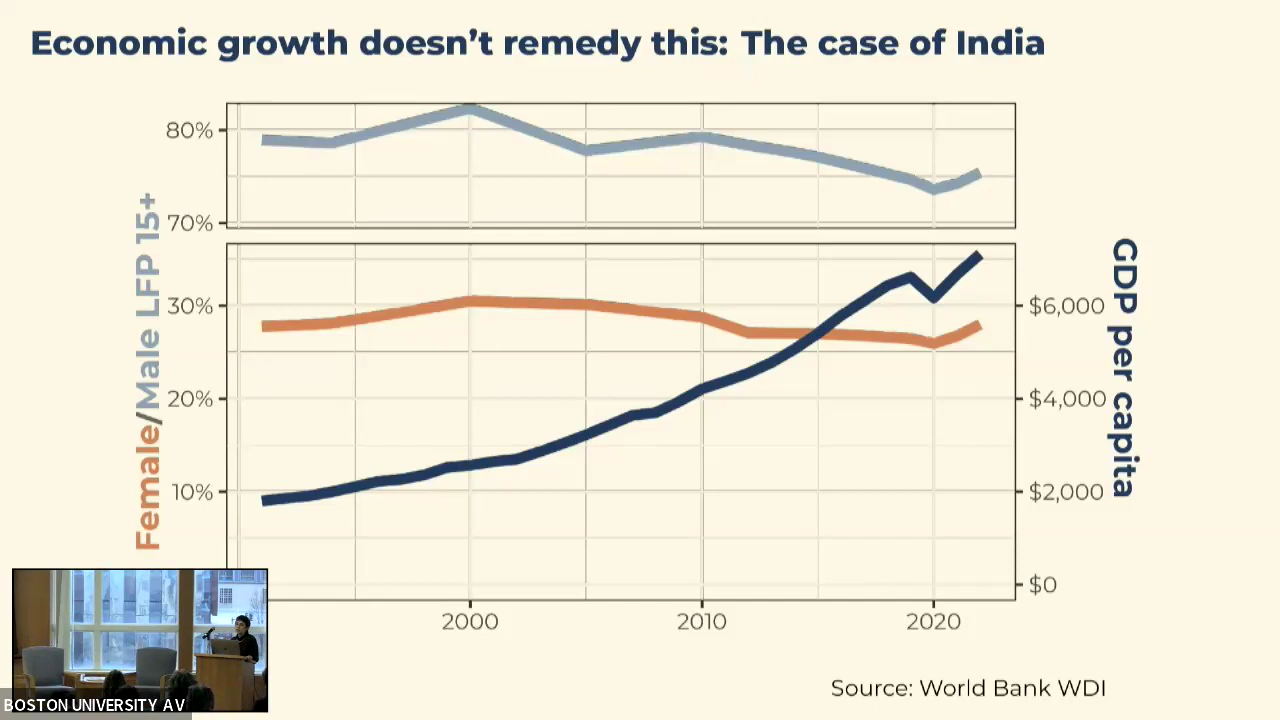 Economic growth doesn't remedy this: The case of India
80%
70%
30%
20%
10%
Female/Male LFP 15+
$6,000
$4,000
$2,000
$0
GDP per capita
2000
2010
2020
Source: World Bank WDI
BOSTON UNIVERSITY AV